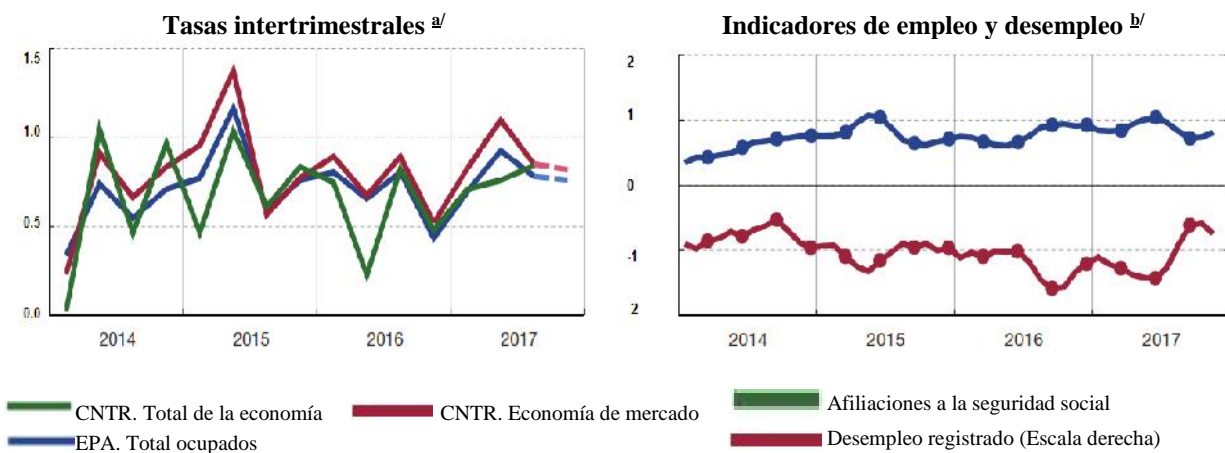 Tasas intertrimestrales a/
1.5
1.0
0.5
0.0
2014 2015 2016 2017
CNTR. Total de la economía CNTR. Economía de mercado
EPA. Total ocupados
Indicadores de empleo y desempleo b/
2
1
0
-1
2
2014 2015 2016 2017
Afiliaciones a la seguridad social
Desempleo registrado (Escala derecha)